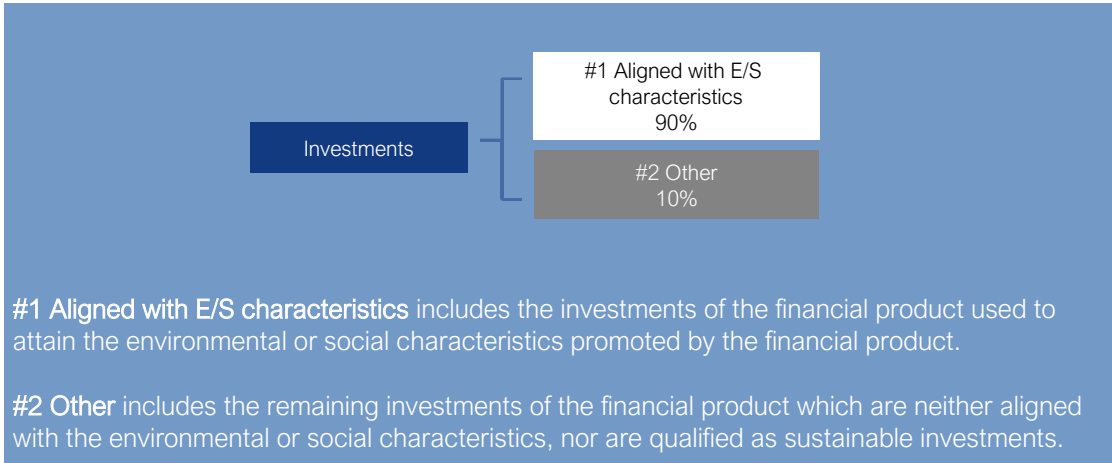 #1 Aligned with E/S
characteristics
90%
Investments
#2 Other
10%
#1 Aligned with E/S characteristics includes the investments of the financial product used to
attain the environmental or social characteristics promoted by the financial product.
#2 Other includes the remaining investments of the financial product which are neither aligned
with the environmental or social characteristics, nor are qualified as sustainable investments.